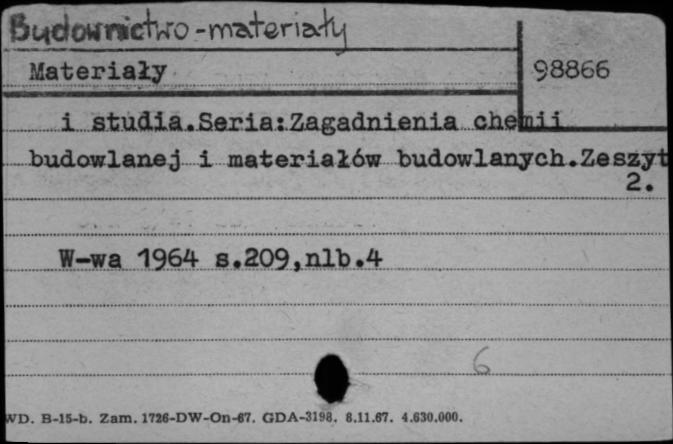 Budownictwo-materiały
Materiały 98866
i studia.Seria:Zagadnienia chemii
budowlanej i materiałów budowlanych.Zeszyt
2.
W-wa 1964 s.209,nlb.4
6
WD. B-15-b. Zam. 1726-DW-On-67. GDA-3198. 8.11.67. 4.630.000.